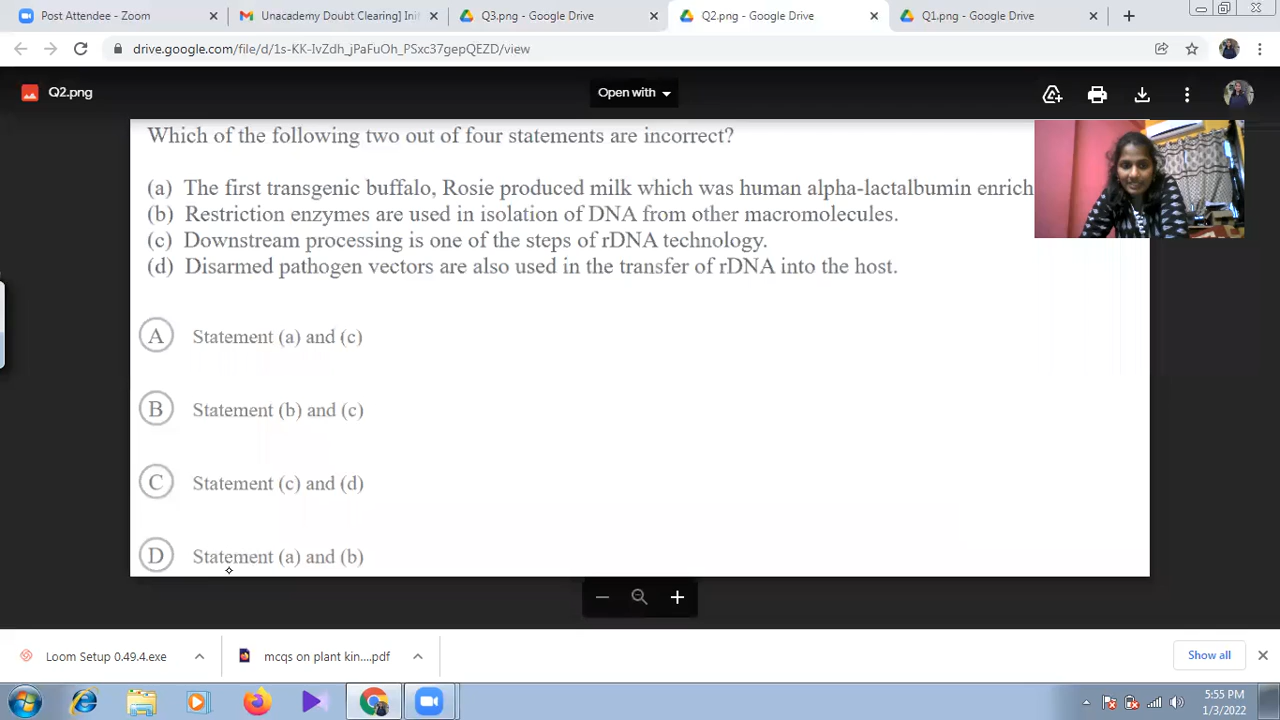 Post Attendee - Zoom
Unacademy Doubt Clearing] Ini
Q3.png - Google Drive
Q2.png - Google Drive
Q1.png - Google Drive
drive.google.com/file/d/1s-KK-IvZdh_jPaFuOh_PSxc37gepQEZD/view
Q2.png
Open with
Which of the following two out of four statements are incorrect?
(a) The first transgenic buffalo, Rosie produced milk which was human alpha-lactalbumin enrich
(b) Restriction enzymes are used in isolation of DNA from other macromolecules.
(c) Downstream processing is one of the steps of rDNA technology.
(d) Disarmed pathogen vectors are also used in the transfer of rDNA into the host.
A Statement (a) and (c)
B Statement (b) and (c)
C Statement (c) and (d)
D Statement (a) and (b)
Loom Setup 0.49.4.exe
mcqs on plant kin....pdf
Show all
5:55 PM
1/3/2022